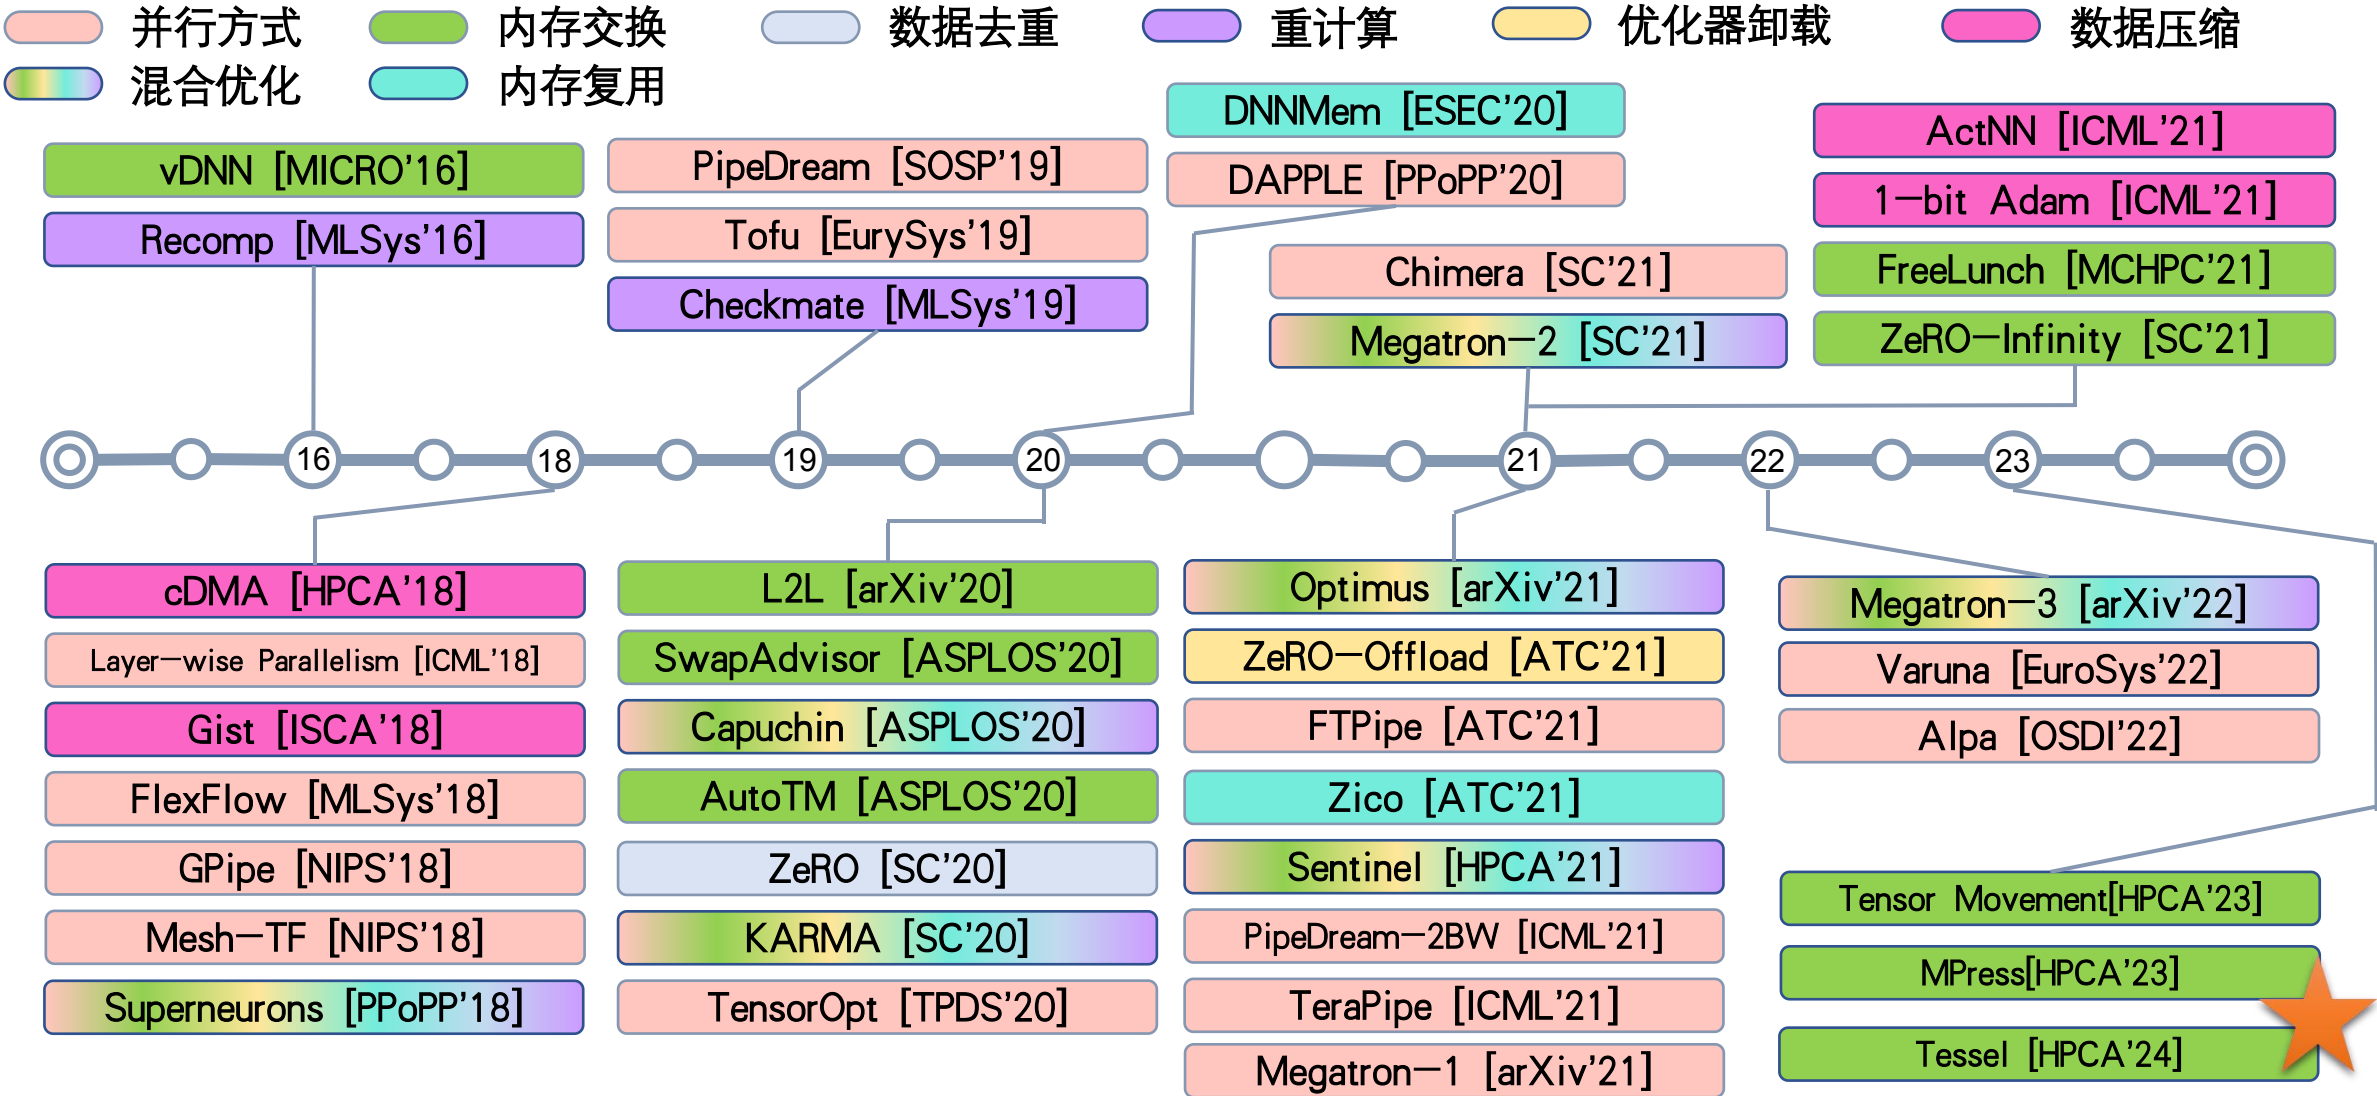 并行方式
内存交换
数据去重
重计算
优化器卸载
数据压缩
混合优化
内存复用
vDNN [MICRO'16]
Recomp [MLSys'16]
PipeDream [SOSP'19]
Tofu [EurySys'19]
Checkmate [MLSys'19]
DNNMem [ESEC'20]
DAPPLE [PPoPP'20]
Chimera [SC'21]
Megatron-2 [SC'21]
ActNN [ICML'21]
1-bit Adam [ICML'21]
FreeLunch [MCHPC'21]
ZeRO-Infinity [SC'21]
16
18
19
20
21
22
23
cDMA [HPCA'18]
Layer-wise Parallelism [ICML'18]
Gist [ISCA'18]
FlexFlow [MLSys'18]
GPipe [NIPS'18]
Mesh-TF [NIPS'18]
Superneurons [PPoPP'18]
L2L [arXiv'20]
SwapAdvisor [ASPLOS'20]
Capuchin [ASPLOS'20]
AutoTM [ASPLOS'20]
ZeRO [SC'20]
KARMA [SC'20]
TensorOpt [TPDS'20]
Optimus [arXiv'21]
ZeRO-Offload [ATC'21]
FTPipe [ATC'21]
Zico [ATC'21]
Sentinel [HPCA'21]
PipeDream-2BW [ICML'21]
TeraPipe [ICML'21]
Megatron-1 [arXiv'21]
Megatron-3 [arXiv'22]
Varuna [EuroSys'22]
Alpa [OSDI'22]
Tensor Movement[HPCA'23]
MPress[HPCA'23]
Tessel [HPCA'24]